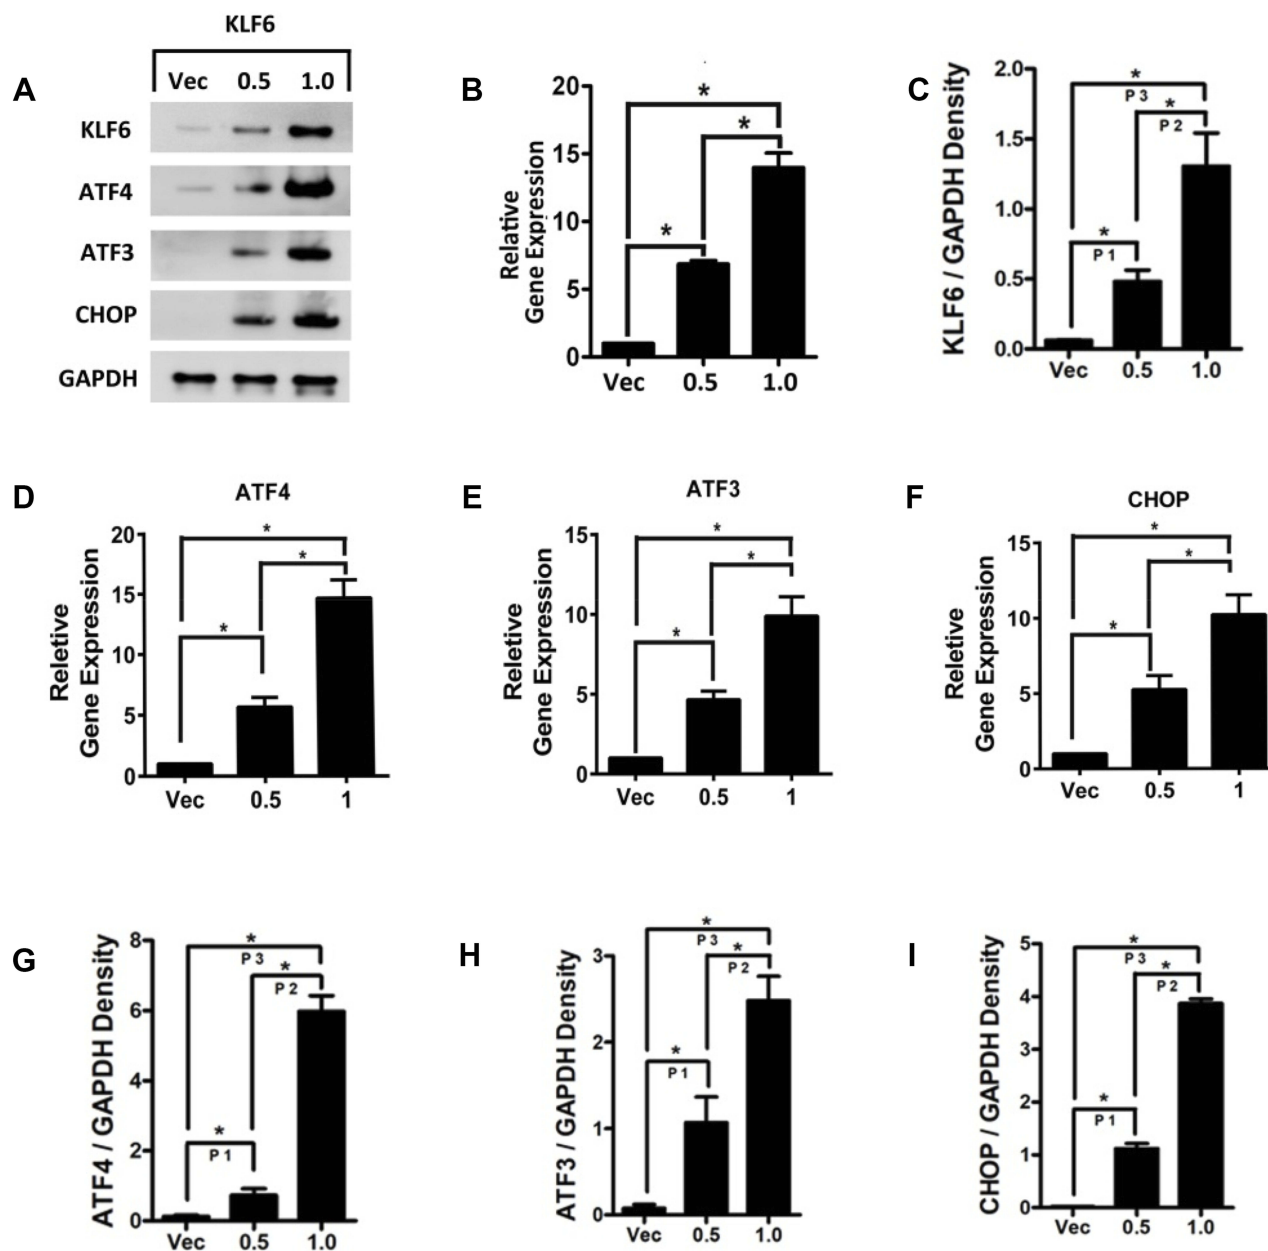 KLF6
A
Vec 0.5 1.0
KLF6
ATF4
ATF3
CHOP
GAPDH
B
Relative
Gene Expression
20
15
10
5
0
*
*
*
Vec 0.5 1.0
C
KLF6 / GAPDH Density
2.0
1.5
1.0
0.5
0.0
*
P 3
*
P 2
*
P 1
Vec 0.5 1.0
D
ATF4
Reletive
Gene Expression
20
15
10
5
0
*
*
*
Vec 0.5 1
E
ATF3
Reletive
Gene Expression
15
10
5
0
*
*
*
Vec 0.5 1
F
CHOP
Reletive
Gene Expression
15
10
5
0
*
*
*
Vec 0.5 1
G
ATF4 / GAPDH Density
8
6
4
2
0
*
P 3
*
P 2
*
P 1
Vec 0.5 1.0
H
ATF3 / GAPDH Density
3
2
1
0
*
P 3
*
P 2
*
P 1
Vec 0.5 1.0
I
CHOP / GAPDH Density
5
4
3
2
1
0
*
P 3
*
P 2
*
P 1
Vec 0.5 1.0